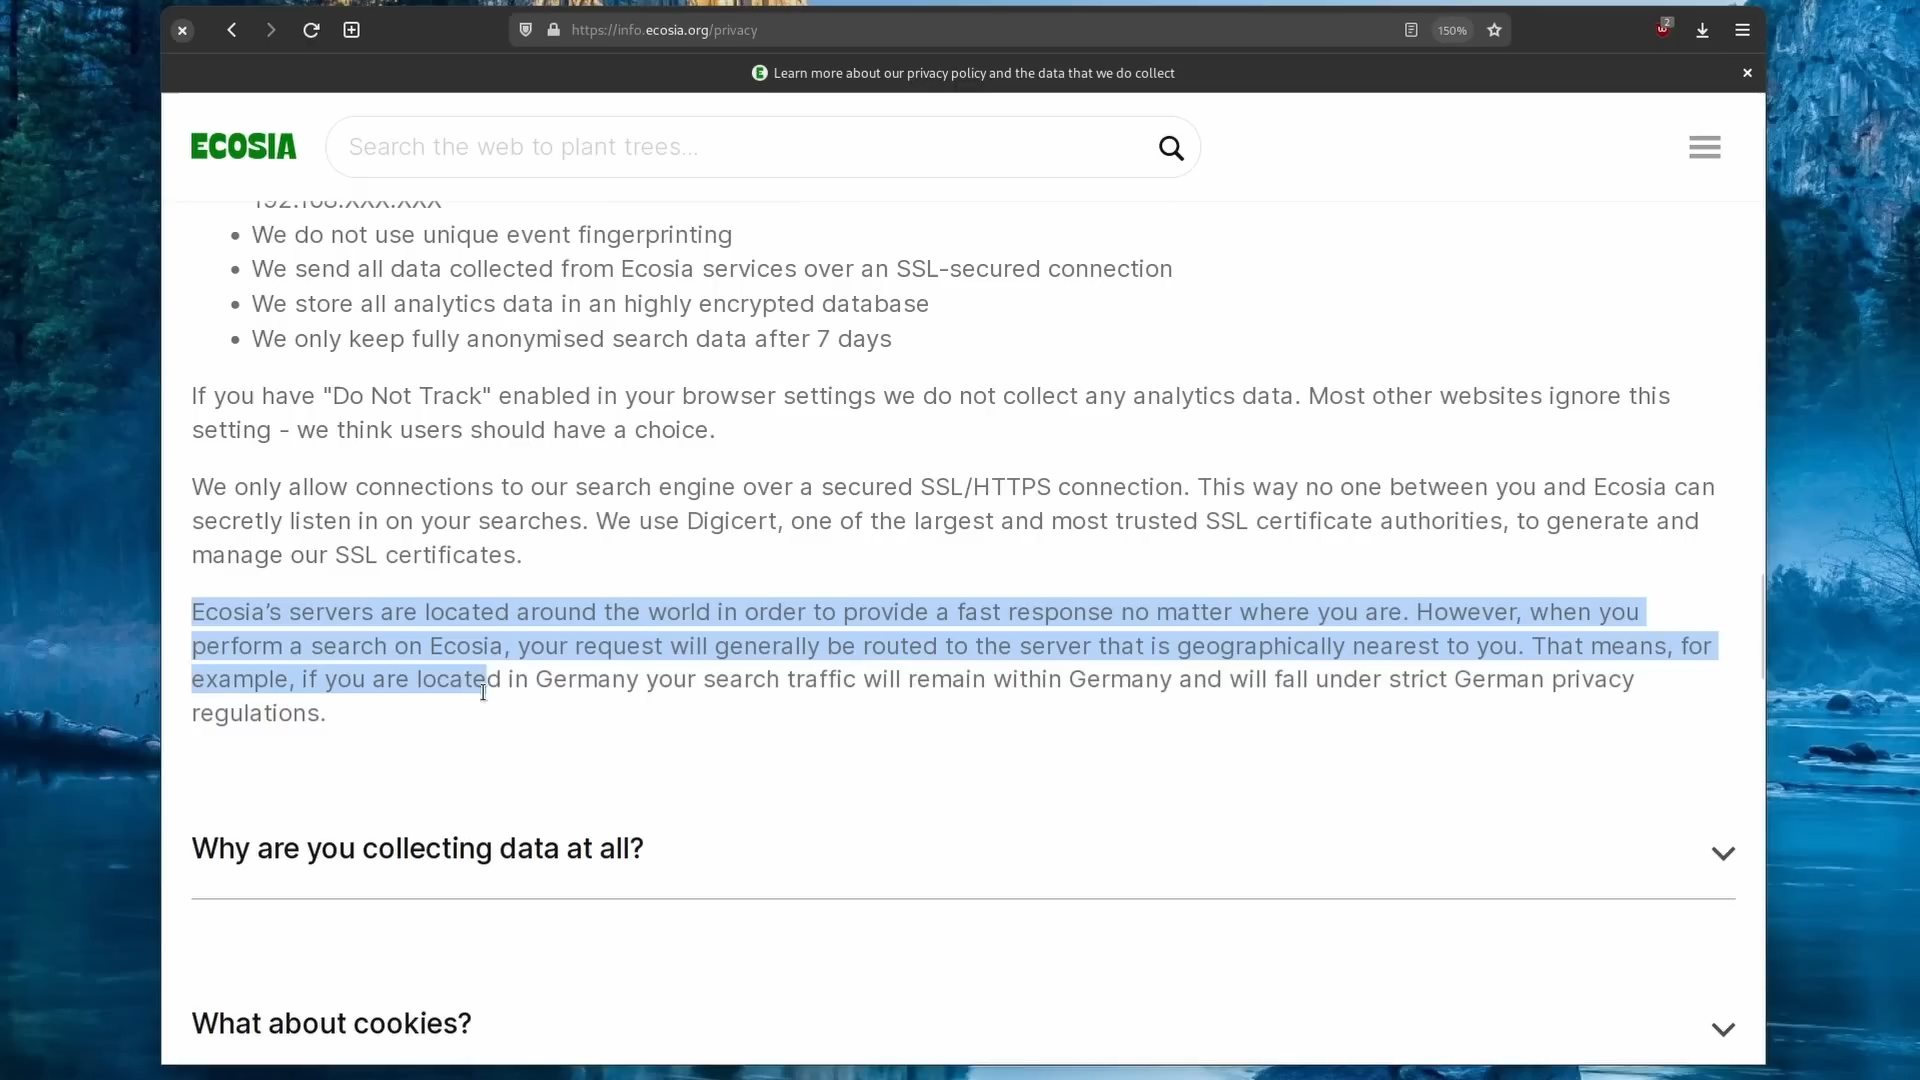 https://info.ecosia.org/privacy
150%
2
Learn more about our privacy policy and the data that we do collect
ECOSIA
Search the web to plant trees...
192.168.XXX.XXX
• We do not use unique event fingerprinting
• We send all data collected from Ecosia services over an SSL-secured connection
• We store all analytics data in an highly encrypted database
• We only keep fully anonymised search data after 7 days
If you have "Do Not Track" enabled in your browser settings we do not collect any analytics data. Most other websites ignore this
setting - we think users should have a choice.
We only allow connections to our search engine over a secured SSL/HTTPS connection. This way no one between you and Ecosia can
secretly listen in on your searches. We use Digicert, one of the largest and most trusted SSL certificate authorities, to generate and
manage our SSL certificates.
Ecosia’s servers are located around the world in order to provide a fast response no matter where you are. However, when you
perform a search on Ecosia, your request will generally be routed to the server that is geographically nearest to you. That means, for
example, if you are located in Germany your search traffic will remain within Germany and will fall under strict German privacy
regulations.
Why are you collecting data at all?
What about cookies?